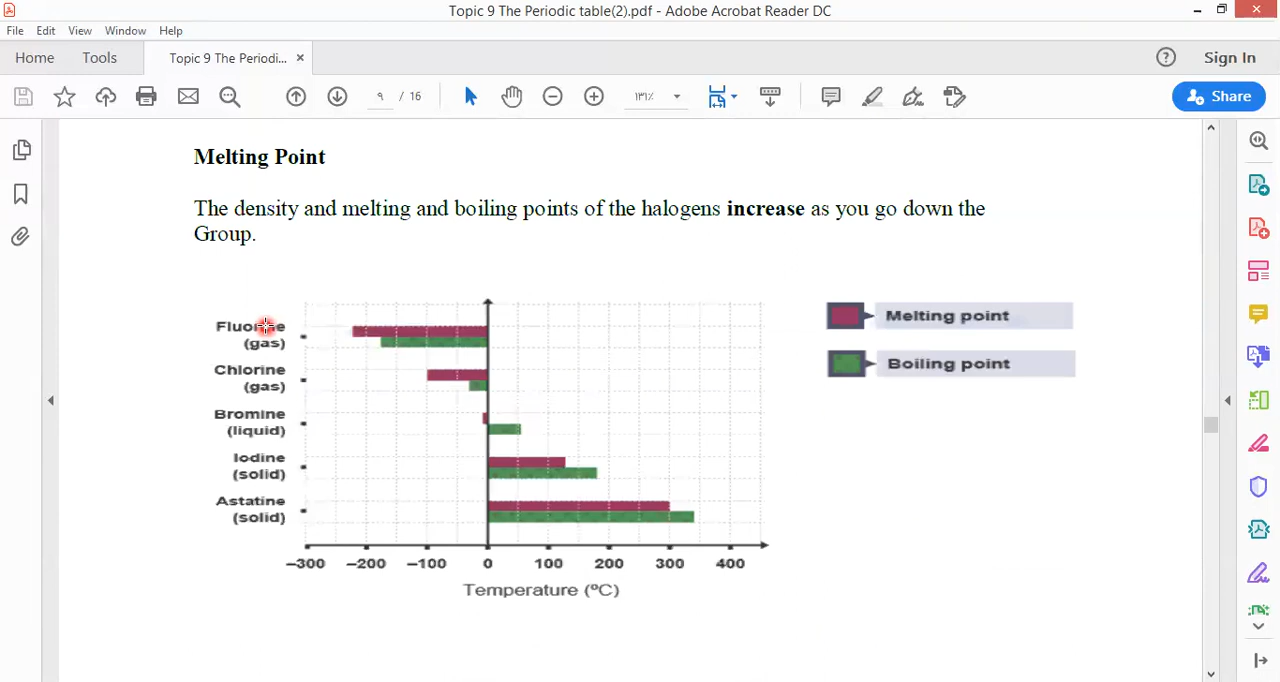 Topic 9 The Periodic table(2).pdf - Adobe Acrobat Reader DC
File Edit View Window Help
Home Tools Topic 9 The Periodi... × Sign In
٩ / 16 ١٣١٪ Share
Melting Point
The density and melting and boiling points of the halogens increase as you go down the
Group.
Fluorine
(gas)
Chlorine
(gas)
Bromine
(liquid)
Iodine
(solid)
Astatine
(solid)
−300 −200 −100 0 100 200 300 400
Temperature (ºC)
Melting point
Boiling point